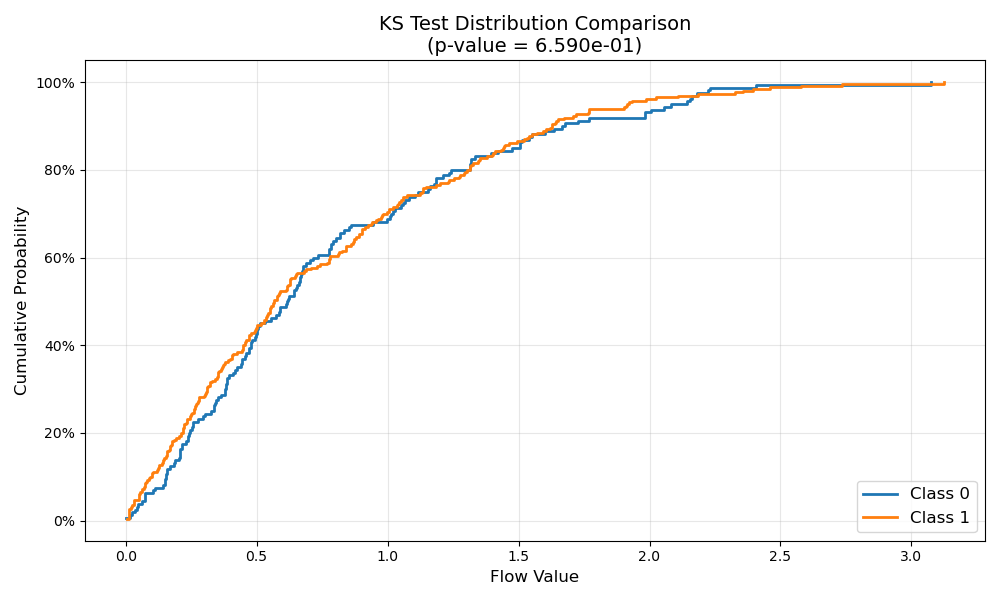 KS Test Distribution Comparison
(p-value = 6.590e-01)
Cumulative Probability
100%
80%
60%
40%
20%
0%
0.0 0.5 1.0 1.5 2.0 2.5 3.0
Flow Value
Class 0
Class 1